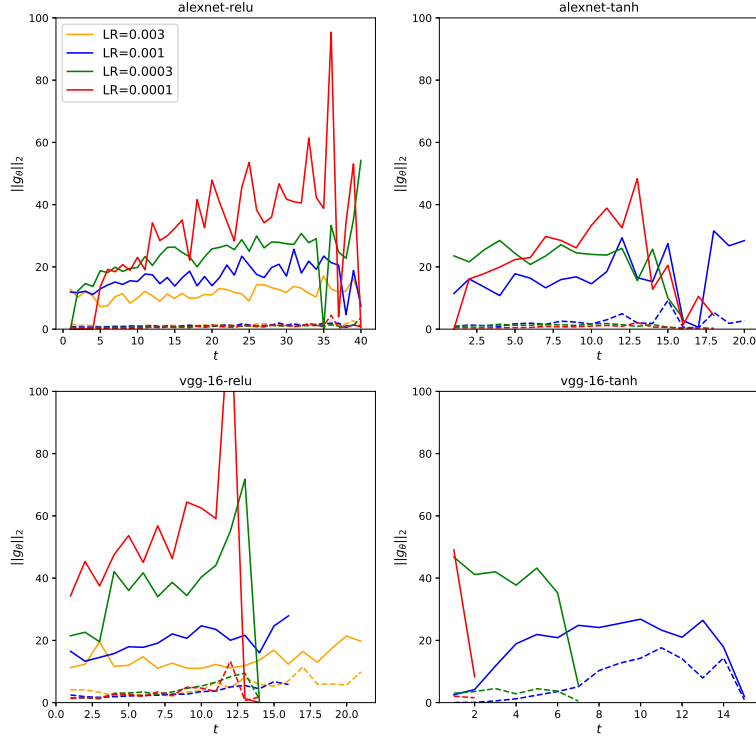 alexnet-relu
100
80
60
40
20
0
||g_θ||_2
LR=0.003
LR=0.001
LR=0.0003
LR=0.0001
0 5 10 15 20 25 30 35 40
t
alexnet-tanh
100
80
60
40
20
0
||g_θ||_2
2.5 5.0 7.5 10.0 12.5 15.0 17.5 20.0
t
vgg-16-relu
100
80
60
40
20
0
||g_θ||_2
0.0 2.5 5.0 7.5 10.0 12.5 15.0 17.5 20.0
t
vgg-16-tanh
100
80
60
40
20
0
||g_θ||_2
2 4 6 8 10 12 14
t